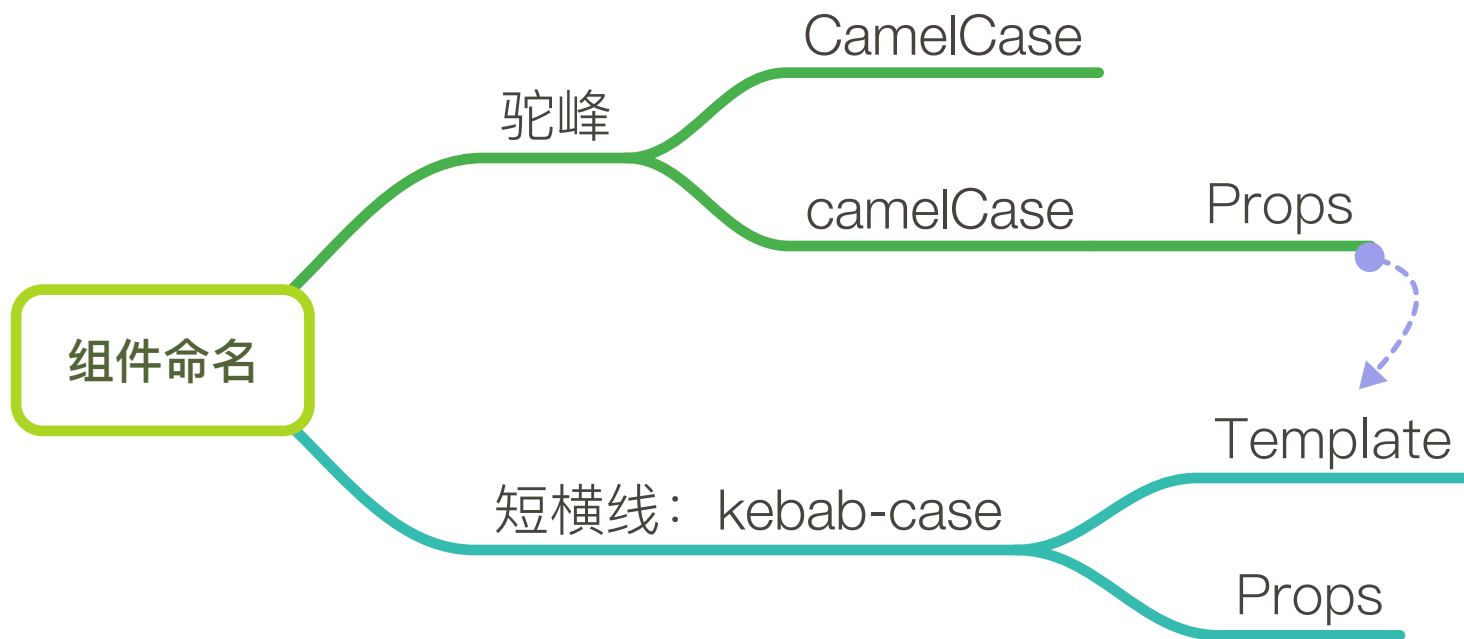 CamelCase
驼峰
camelCase
Props
组件命名
Template
短横线：kebab-case
Props